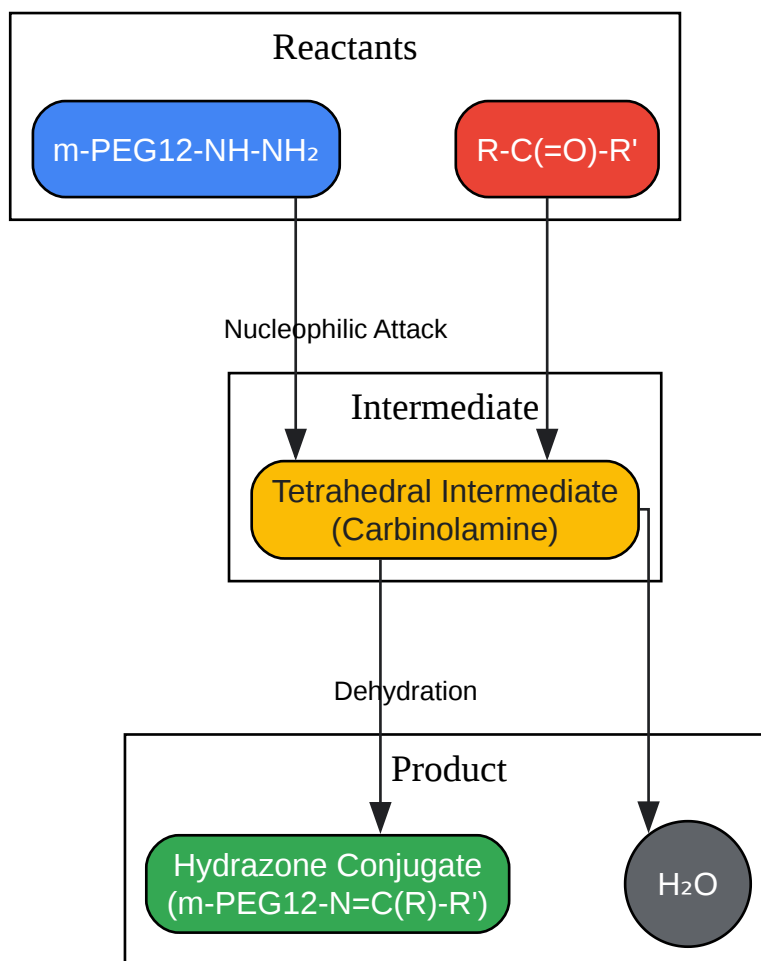 Reactants
m-PEG12-NH-NH₂
R-C(=O)-R'
Nucleophilic Attack
Intermediate
Tetrahedral Intermediate
(Carbinolamine)
Dehydration
Product
Hydrazone Conjugate
(m-PEG12-N=C(R)-R')
H₂O